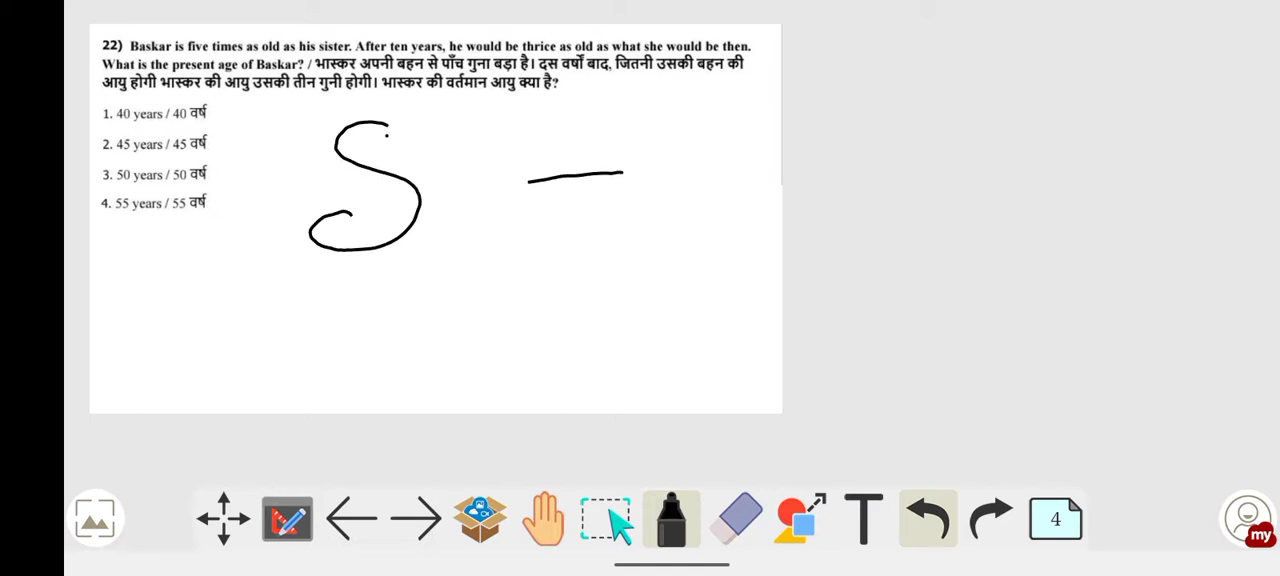 22) Baskar is five times as old as his sister. After ten years, he would be thrice as old as what she would be then.
What is the present age of Baskar? / भास्कर अपनी बहन से पाँच गुना बड़ा है। दस वर्षों बाद, जितनी उसकी बहन की
आयु होगी भास्कर की आयु उसकी तीन गुनी होगी। भास्कर की वर्तमान आयु क्या है?
1. 40 years / 40 वर्ष
2. 45 years / 45 वर्ष
3. 50 years / 50 वर्ष
4. 55 years / 55 वर्ष
S —
T
4
my